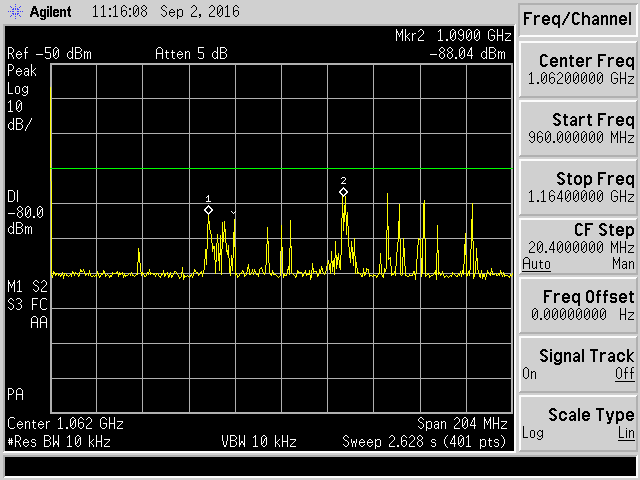 Agilent 11:16:08 Sep 2, 2016
Mkr2 1.0900 GHz
Ref -50 dBm Atten 5 dB -88.04 dBm
Peak
Log
10
dB/
1
2
DI
-80.0
dBm
M1 S2
S3 FC
AA
PA
Center 1.062 GHz Span 204 MHz
#Res BW 10 kHz VBW 10 kHz Sweep 2.628 s (401 pts)
Freq/Channel
Center Freq
1.06200000 GHz
Start Freq
960.000000 MHz
Stop Freq
1.16400000 GHz
CF Step
20.4000000 MHz
Auto Man
Freq Offset
0.00000000 Hz
Signal Track
On Off
Scale Type
Log Lin